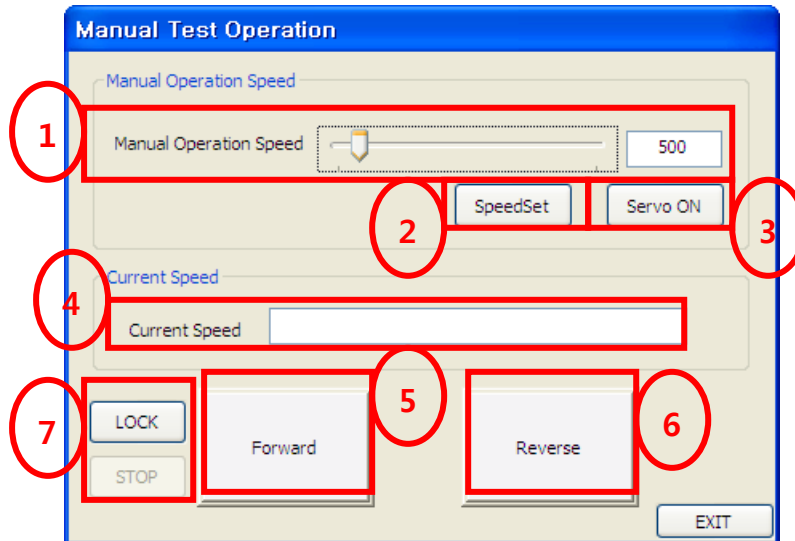 Manual Test Operation
Manual Operation Speed
1
Manual Operation Speed
500
2
SpeedSet
Servo ON
3
Current Speed
4
Current Speed
5
6
7
LOCK
STOP
Forward
Reverse
EXIT